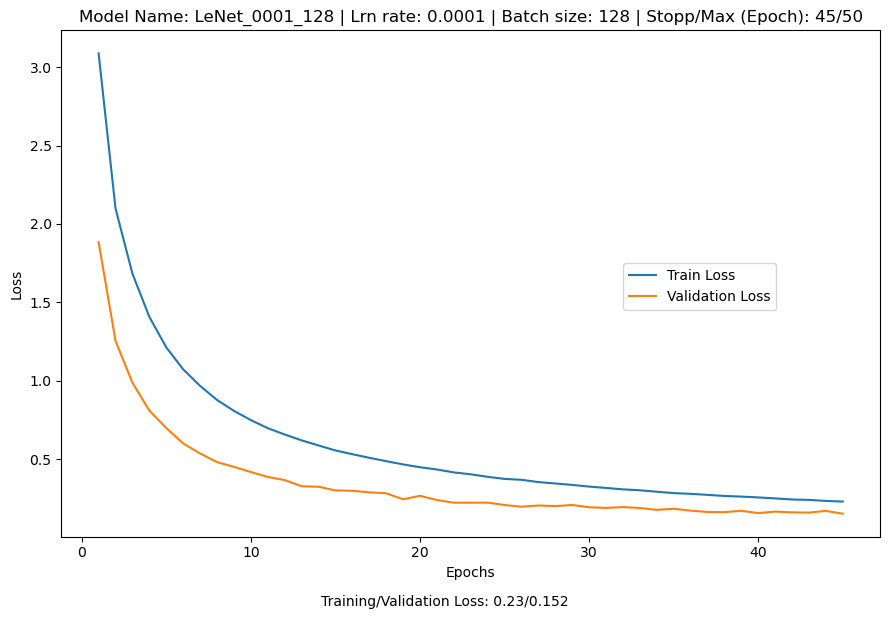 Model Name: LeNet_0001_128 | Lrn rate: 0.0001 | Batch size: 128 | Stopp/Max (Epoch): 45/50
3.0
2.5
2.0
1.5
1.0
0.5
Loss
Train Loss
Validation Loss
0 10 20 30 40
Epochs
Training/Validation Loss: 0.23/0.152